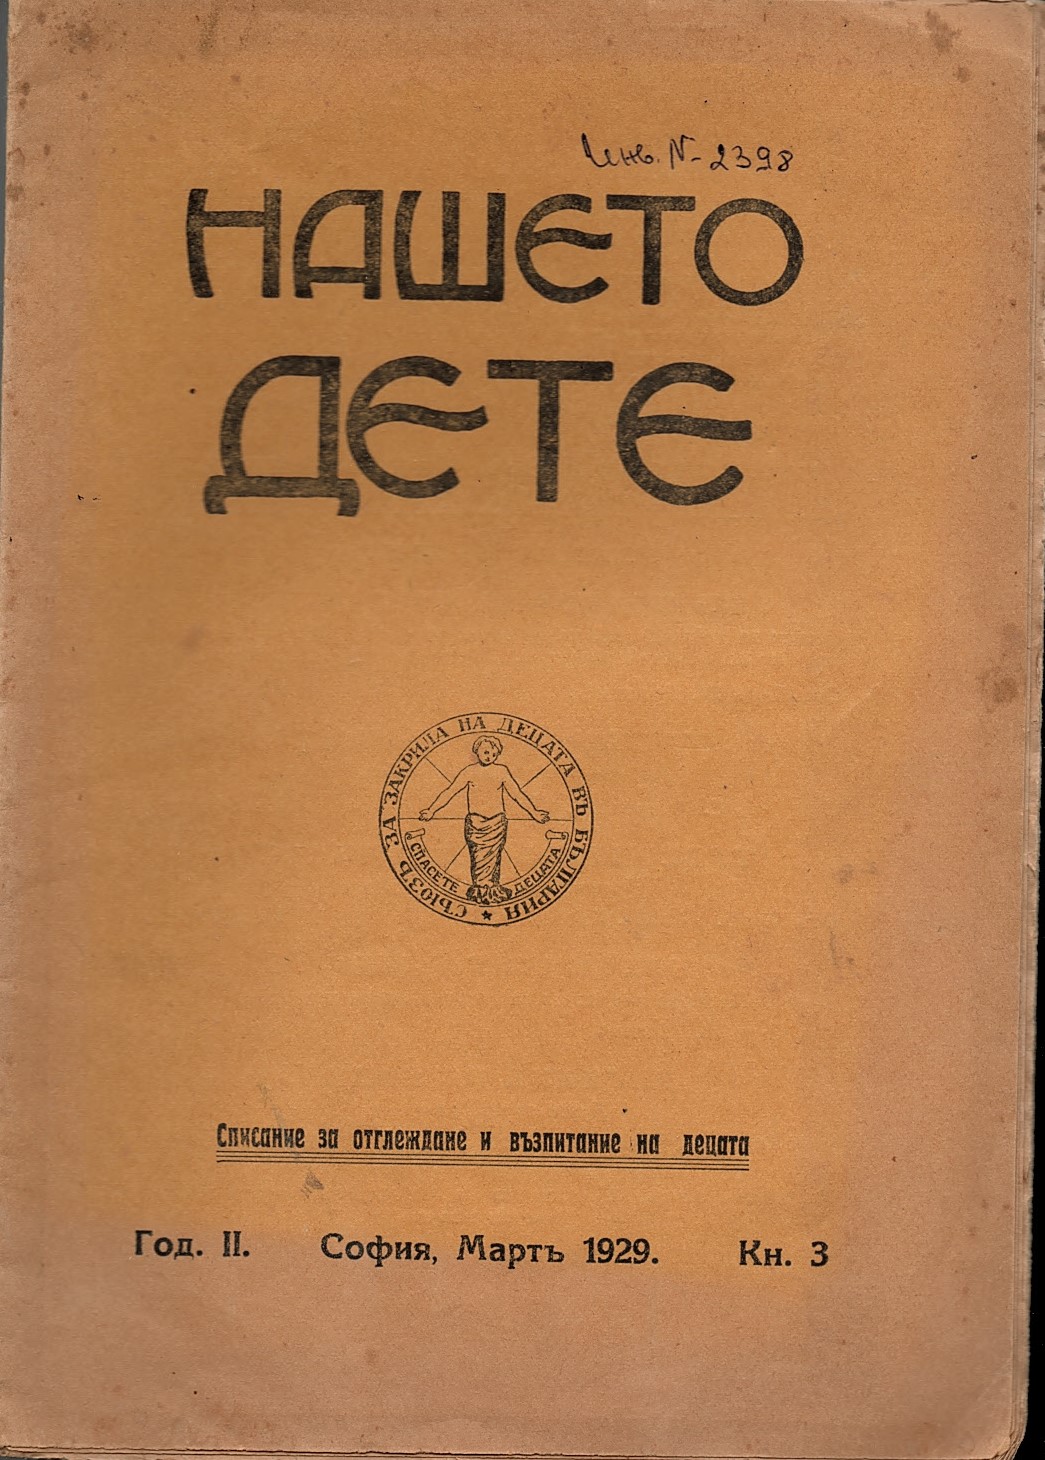 Инв. N-2398
НАШЕТО
ДЕТЕ
СЪЮЗЪ ЗА ЗАКРИЛА НА ДЕЦАТА ВЪ БЪЛГАРИЯ ★
СПАСЕТЕ ДЕЦАТА
Списание за отглеждане и възпитание на децата
Год. II. София, Мартъ 1929. Кн. 3